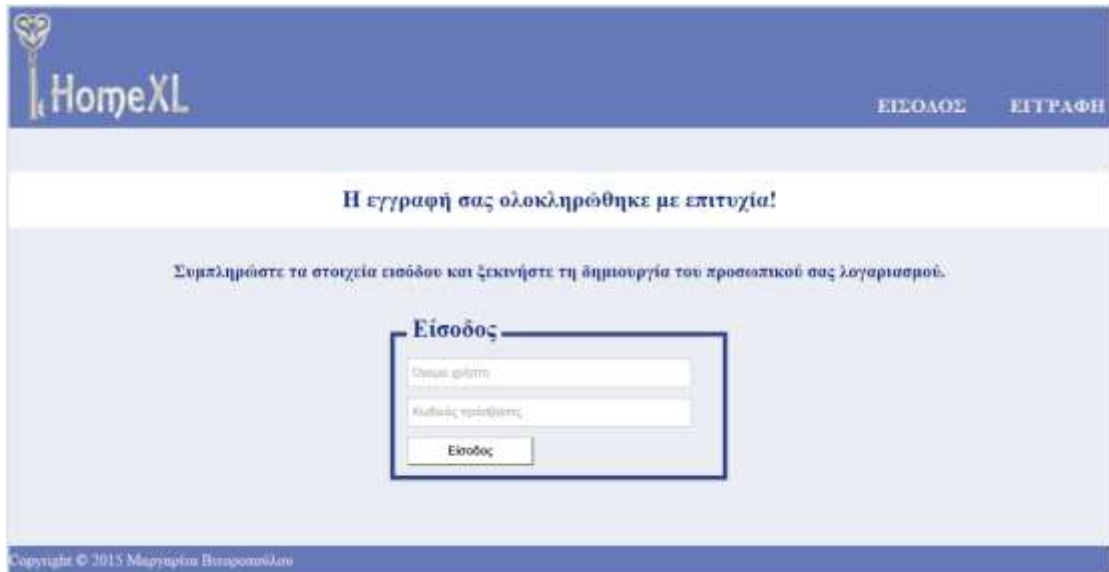 HomeXL
ΕΙΣΟΔΟΣ ΕΓΓΡΑΦΗ
Η εγγραφή σας ολοκληρώθηκε με επιτυχία!
Συμπληρώστε τα στοιχεία εισόδου και ξεκινήστε τη δημιουργία του προσωπικού σας λογαριασμού.
Είσοδος
Όνομα χρήστη
Κωδικός πρόσβασης
Είσοδος
Copyright © 2015 Μαργαρίτα